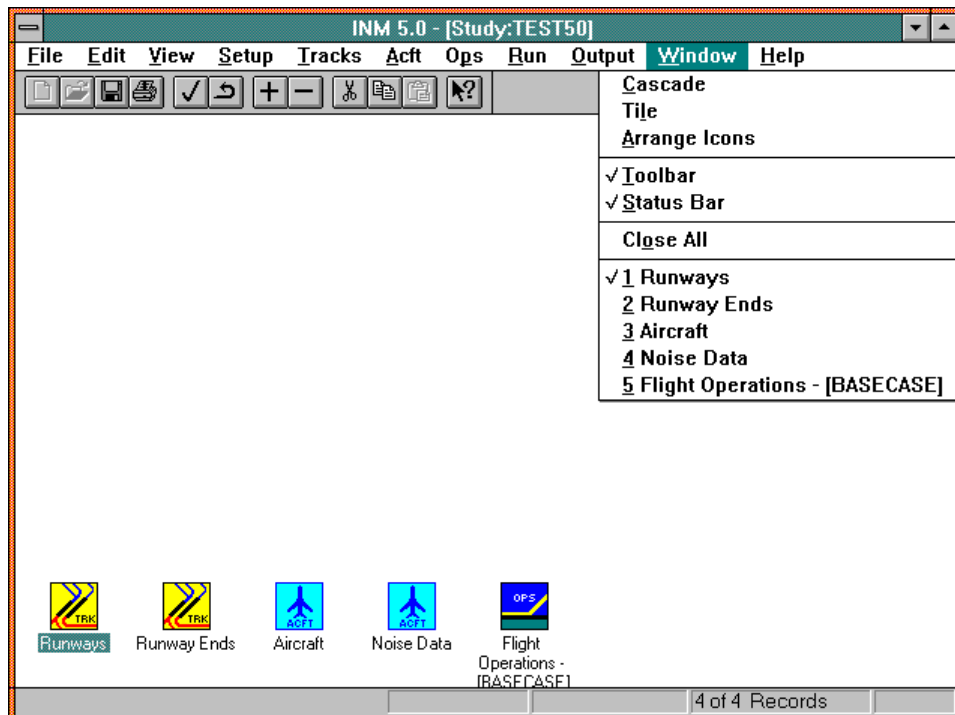 INM 5.0 - [Study:TEST50]
File Edit View Setup Tracks Acft Ops Run Output Window Help
Cascade
Tile
Arrange Icons
Toolbar
Status Bar
Close All
1 Runways
2 Runway Ends
3 Aircraft
4 Noise Data
5 Flight Operations - [BASECASE]
TRK
TRK
ACFT
ACFT
OPS
Runways
Runway Ends
Aircraft
Noise Data
Flight
Operations -
[BASECASE]
4 of 4 Records